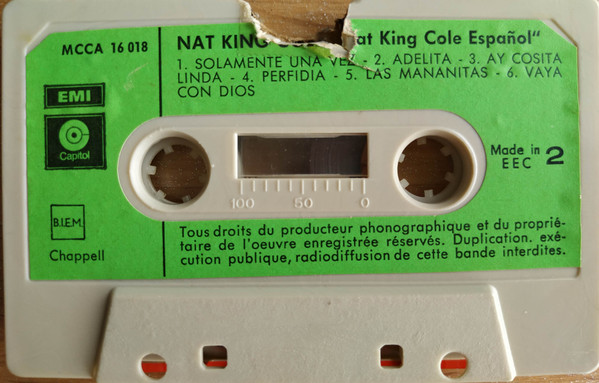 MCCA 16 018
NAT KING at King Cole Español"
1. SOLAMENTE UNA VEZ - 2. ADELITA - 3. AY COSITA
LINDA - 4. PERFIDIA - 5. LAS MANANITAS - 6. VAYA
CON DIOS
EMI
Capitol
Made in
EEC 2
100 50 0
B.I.E.M.
Chappell
Tous droits du producteur phonographique et du proprié-
taire de l'oeuvre enregistrée réservés. Duplication. exé-
cution publique, radiodiffusion de cette bande interdites.